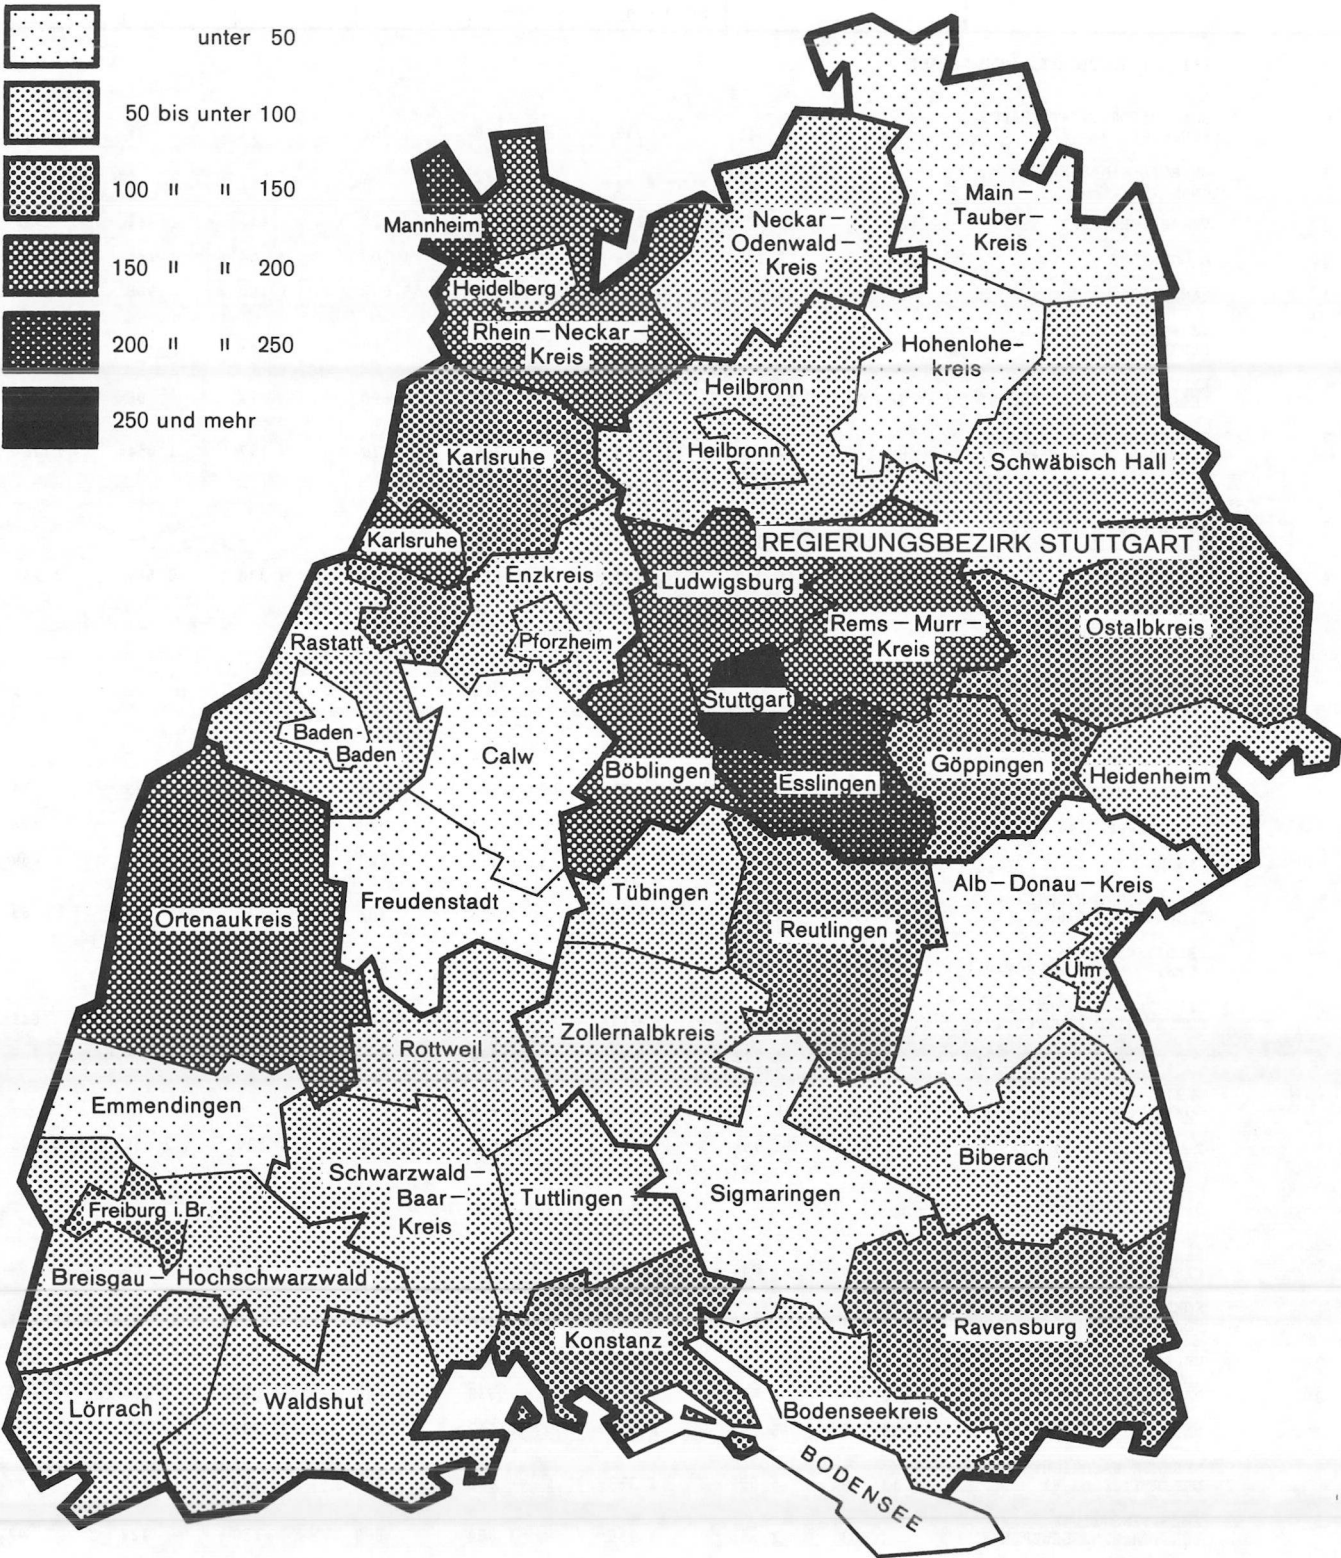 unter 50
50 bis unter 100
100 " " 150
150 " " 200
200 " " 250
250 und mehr
Main –
Tauber –
Kreis
Mannheim
Neckar –
Odenwald –
Kreis
Heidelberg
Rhein – Neckar –
Kreis
Hohenlohe-
kreis
Heilbronn
Heilbronn
Karlsruhe
Schwäbisch Hall
Karlsruhe
REGIERUNGSBEZIRK STUTTGART
Enzkreis
Ludwigsburg
Rems – Murr –
Kreis
Ostalbkreis
Rastatt
Pforzheim
Stuttgart
Baden-
Baden
Calw
Böblingen
Esslingen
Göppingen
Heidenheim
Freudenstadt
Tübingen
Alb – Donau – Kreis
Ortenaukreis
Reutlingen
Ulm
Rottweil
Zollernalbkreis
Emmendingen
Schwarzwald –
Baar –
Kreis
Tuttlingen
Sigmaringen
Biberach
Freiburg i. Br.
Breisgau – Hochschwarzwald
Konstanz
Ravensburg
Lörrach
Waldshut
Bodenseekreis
BODENSEE